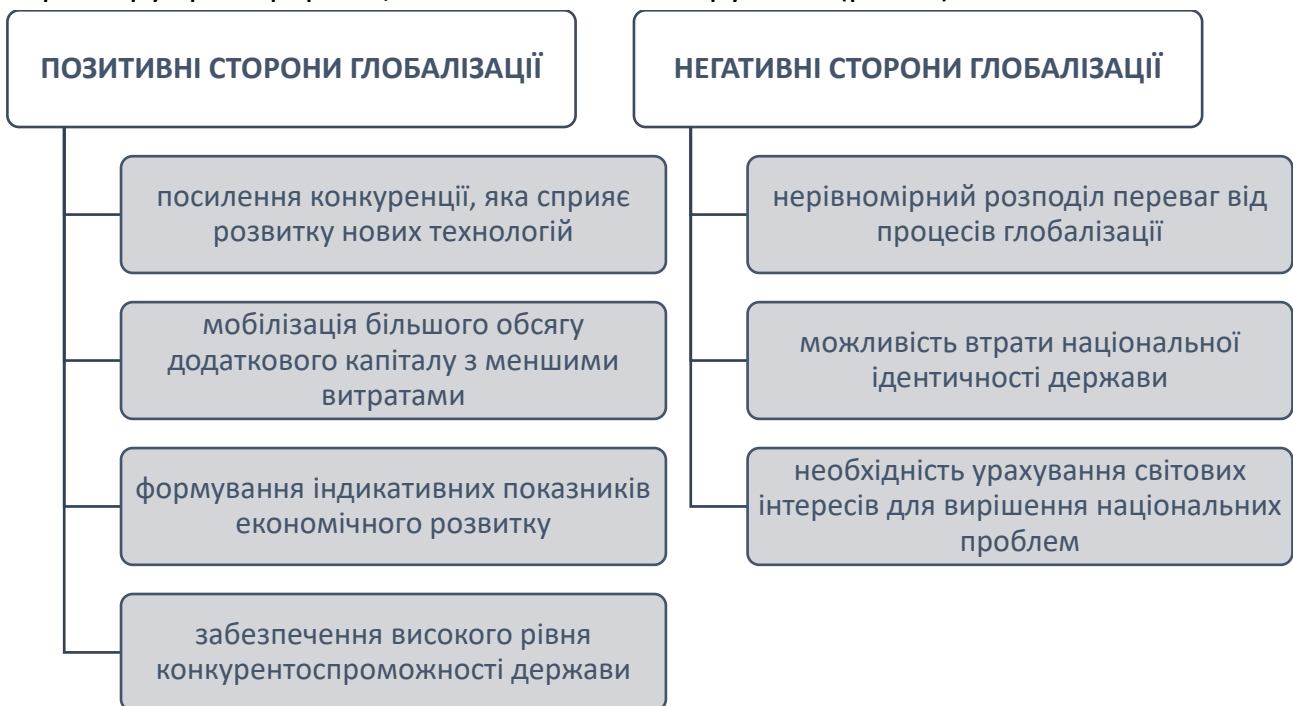 ПОЗИТИВНІ СТОРОНИ ГЛОБАЛІЗАЦІЇ
посилення конкуренції, яка сприяє
розвитку нових технологій
мобілізація більшого обсягу
додаткового капіталу з меншими
витратами
формування індикативних показників
економічного розвитку
забезпечення високого рівня
конкурентоспроможності держави
НЕГАТИВНІ СТОРОНИ ГЛОБАЛІЗАЦІЇ
нерівномірний розподіл переваг від
процесів глобалізації
можливість втрати національної
ідентичності держави
необхідність урахування світових
інтересів для вирішення національних
проблем